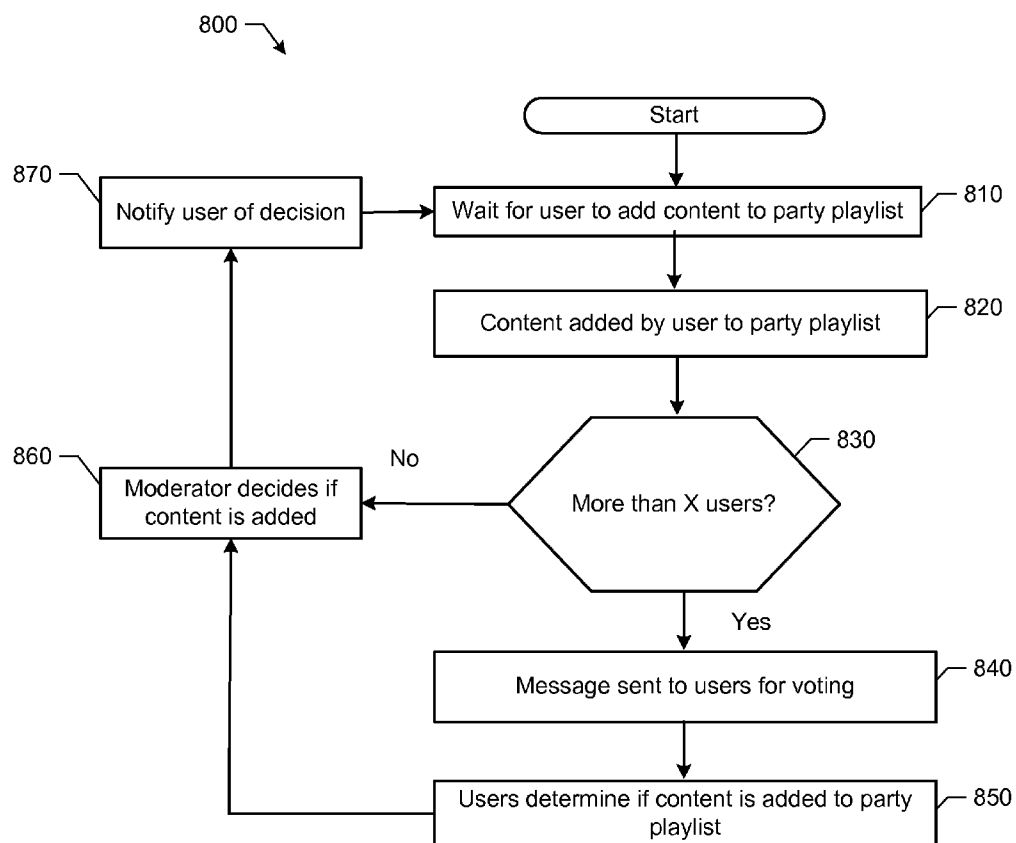 800
Start
870
Notify user of decision
Wait for user to add content to party playlist
810
Content added by user to party playlist
820
830
860
No
Moderator decides if
content is added
More than X users?
Yes
Message sent to users for voting
840
Users determine if content is added to party
playlist
850